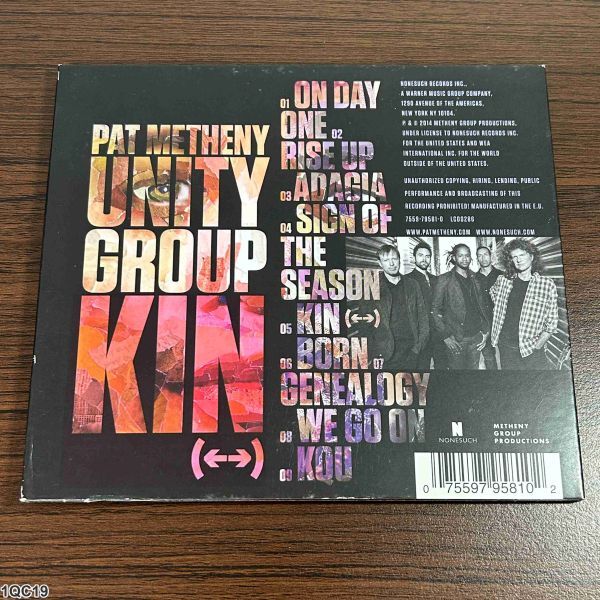 PAT METHENY
UNITY
GROUP
KIN
(↔)
01 ON DAY
ONE 02
RISE UP
03 ADAGIA
04 SIGN OF
THE
SEASON
05 KIN (↔)
06 BORN 07
GENEALOGY
08 WE GO ON
09 KQU
NONESUCH RECORDS INC.,
A WARNER MUSIC GROUP COMPANY,
1290 AVENUE OF THE AMERICAS,
NEW YORK NY 10104.
℗ & © 2014 METHENY GROUP PRODUCTIONS,
UNDER LICENSE TO NONESUCH RECORDS INC.
FOR THE UNITED STATES AND WEA
INTERNATIONAL INC. FOR THE WORLD
OUTSIDE OF THE UNITED STATES.
UNAUTHORIZED COPYING, HIRING, LENDING, PUBLIC
PERFORMANCE AND BROADCASTING OF THIS
RECORDING PROHIBITED! MANUFACTURED IN THE E.U.
7559-79581-0 LC00286
WWW.PATMETHENY.COM WWW.NONESUCH.COM
N
NONESUCH
METHENY
GROUP
PRODUCTIONS
0 75597 95810 2
1QC19